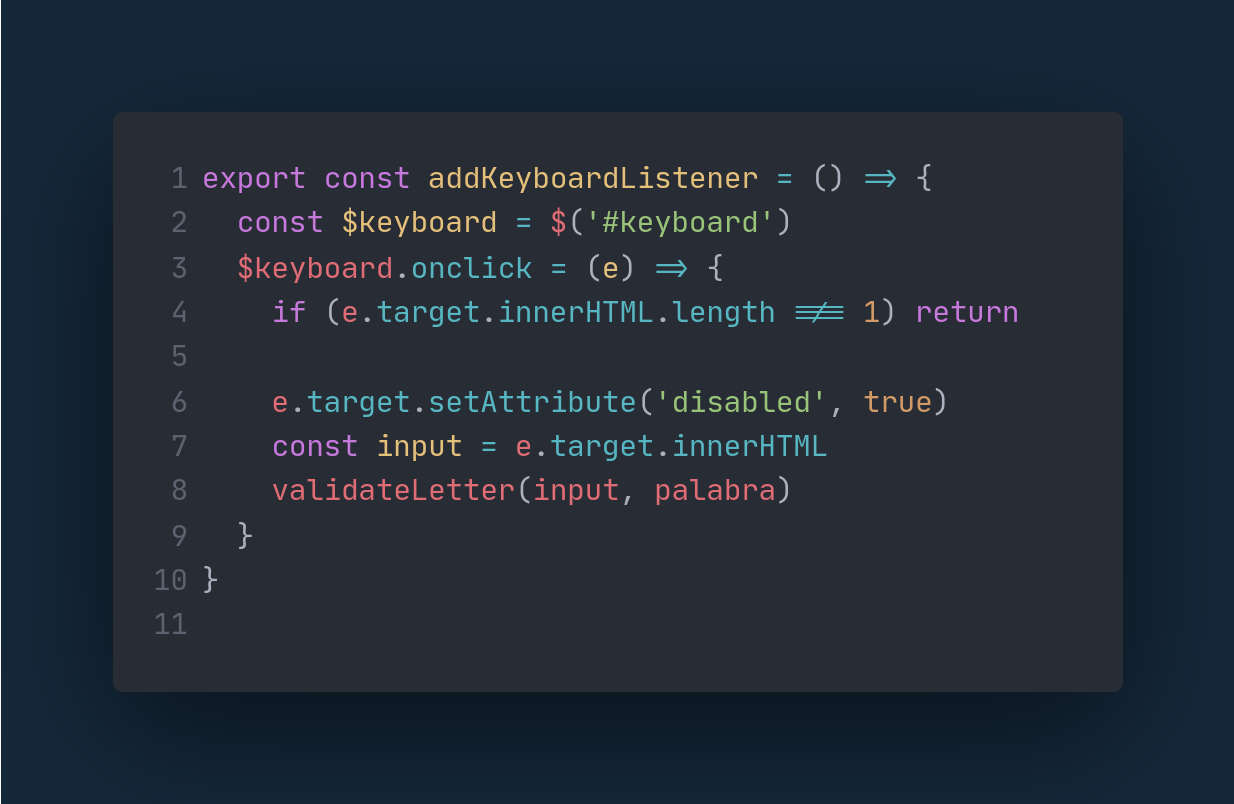 1 export const addKeyboardListener = () => {
2   const $keyboard = $('#keyboard')
3   $keyboard.onclick = (e) => {
4     if (e.target.innerHTML.length !== 1) return
5
6     e.target.setAttribute('disabled', true)
7     const input = e.target.innerHTML
8     validateLetter(input, palabra)
9   }
10 }
11